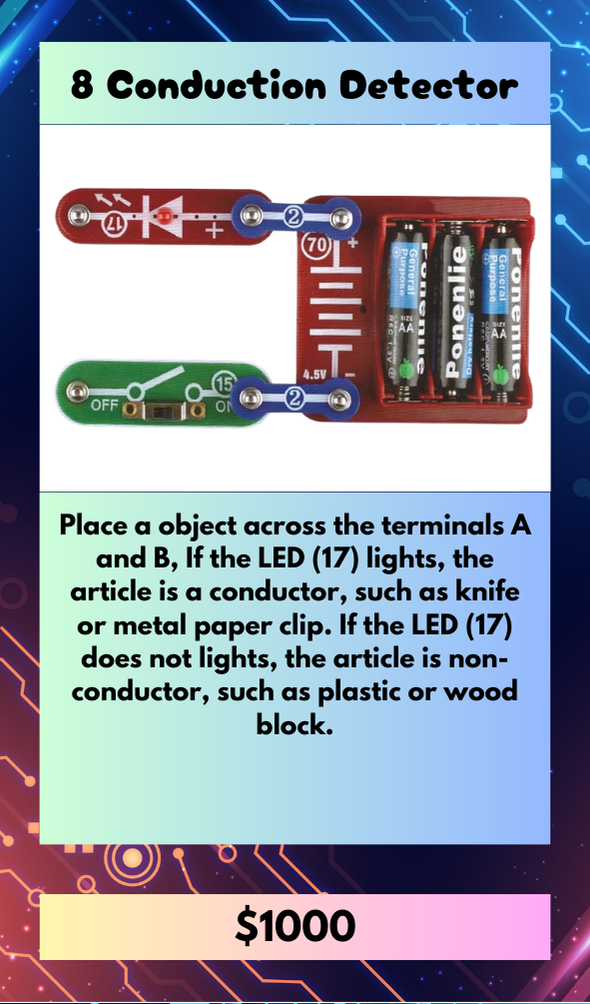 8 Conduction Detector
17
+
2
70
+
4.5V
-
OFF
15
ON
2
General Purpose
SIZE
AA
Ponenlie
Dry battery
General Purpose
SIZE
AA
Ponenlie
Place a object across the terminals A
and B, If the LED (17) lights, the
article is a conductor, such as knife
or metal paper clip. If the LED (17)
does not lights, the article is non-
conductor, such as plastic or wood
block.
$1000